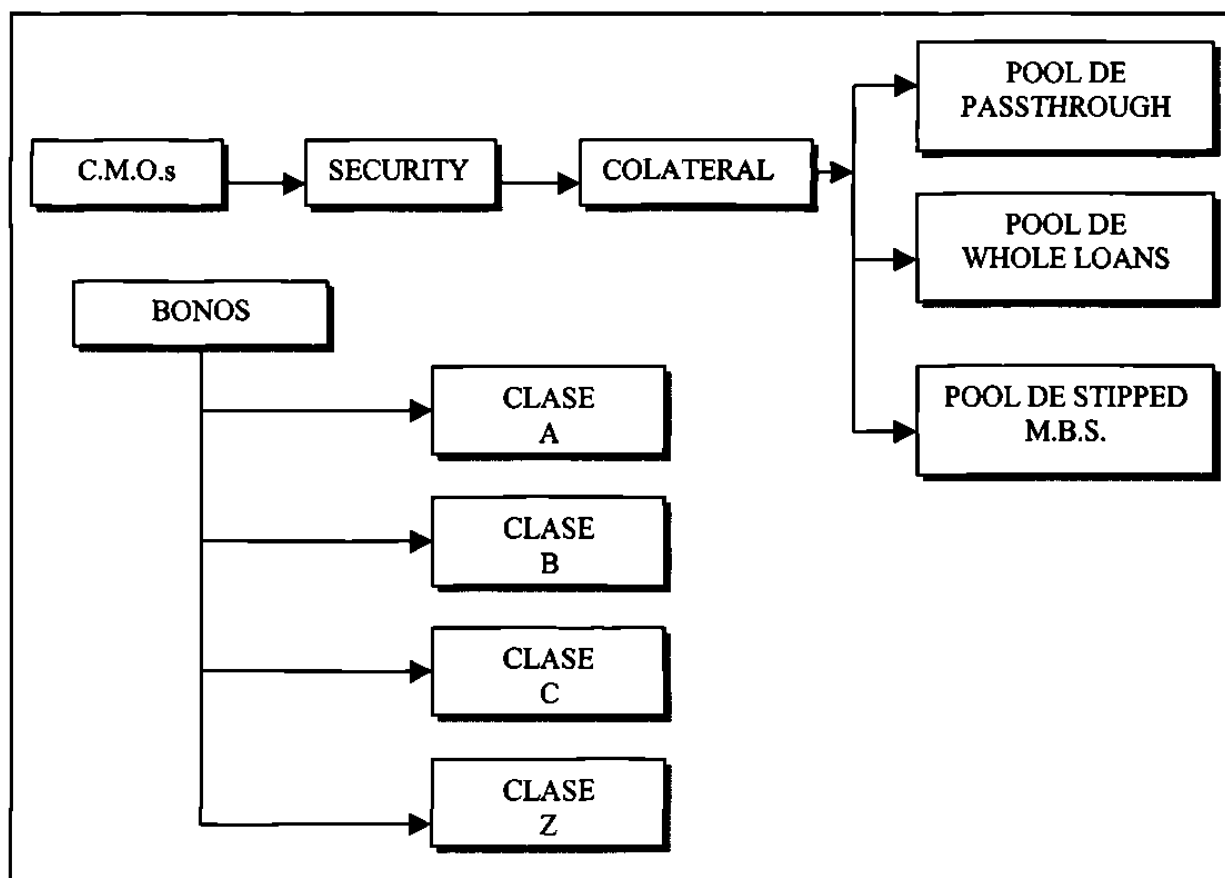 C.M.O.s
SECURITY
COLATERAL
POOL DE
PASSTHROUGH
POOL DE
WHOLE LOANS
POOL DE STIPPED
M.B.S.
BONOS
CLASE
A
CLASE
B
CLASE
C
CLASE
Z